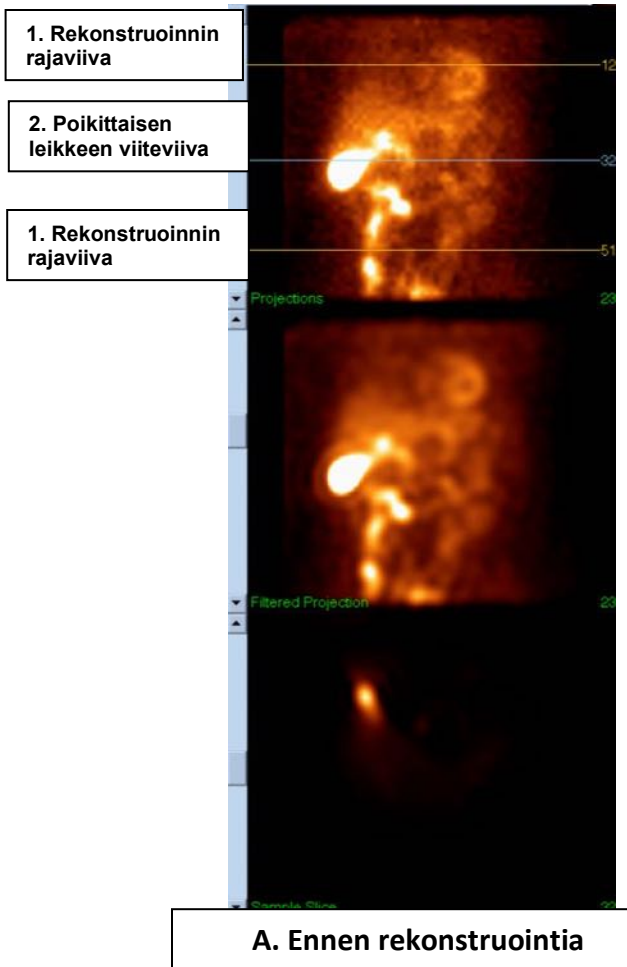 1. Rekonstruoinnin
rajaviiva
12
2. Poikittaisen
leikkeen viiteviiva
32
1. Rekonstruoinnin
rajaviiva
51
Projections
23
Filtered Projection
23
Sample Slice
A. Ennen rekonstruointia